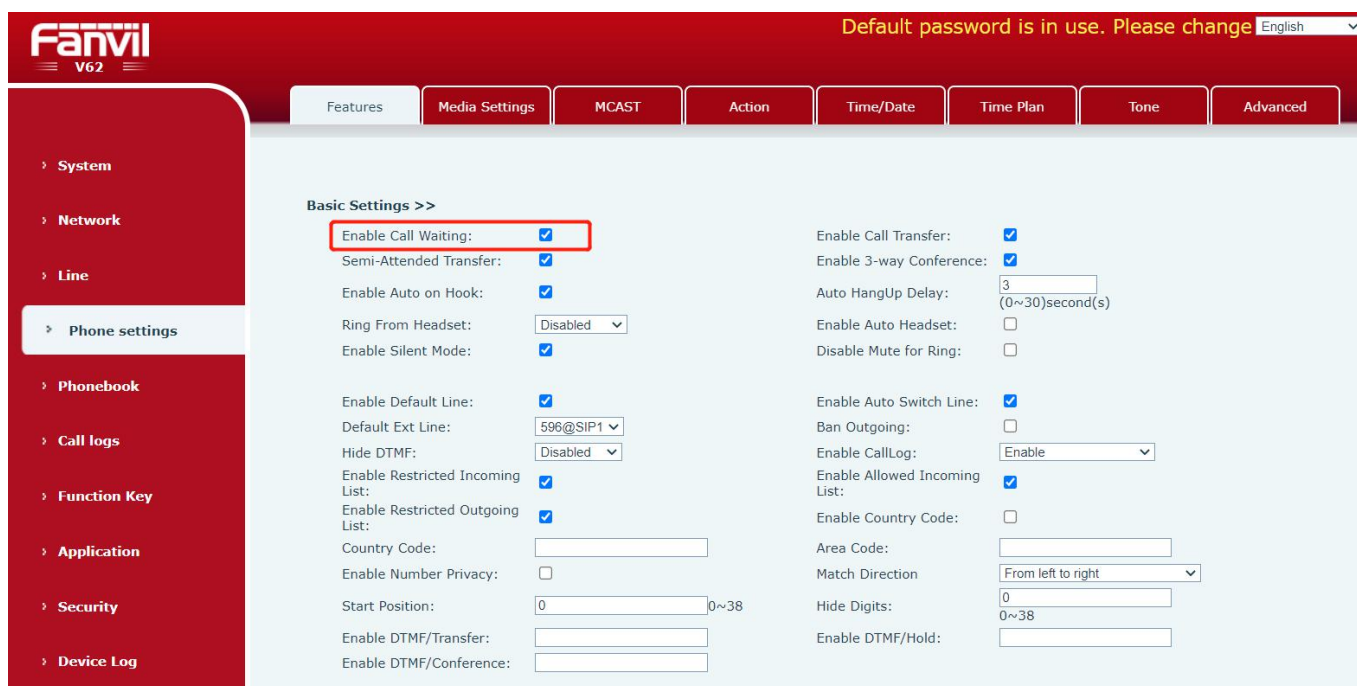 Fanvil
V62
Default password is in use. Please change English
Features Media Settings MCAST Action Time/Date Time Plan Tone Advanced
System
Network
Line
Phone settings
Phonebook
Call logs
Function Key
Application
Security
Device Log
Basic Settings >>
Enable Call Waiting: Enable Call Transfer:
Semi-Attended Transfer: Enable 3-way Conference:
Enable Auto on Hook: Auto HangUp Delay: 3
(0~30)second(s)
Ring From Headset: Disabled Enable Auto Headset:
Enable Silent Mode: Disable Mute for Ring:
Enable Default Line: Enable Auto Switch Line:
Default Ext Line: 596@SIP1 Ban Outgoing:
Hide DTMF: Disabled Enable CallLog: Enable
Enable Restricted Incoming List: Enable Allowed Incoming List:
Enable Restricted Outgoing List: Enable Country Code:
Country Code: Area Code:
Enable Number Privacy: Match Direction From left to right
Start Position: 0 0~38 Hide Digits: 0
0~38
Enable DTMF/Transfer: Enable DTMF/Hold:
Enable DTMF/Conference: